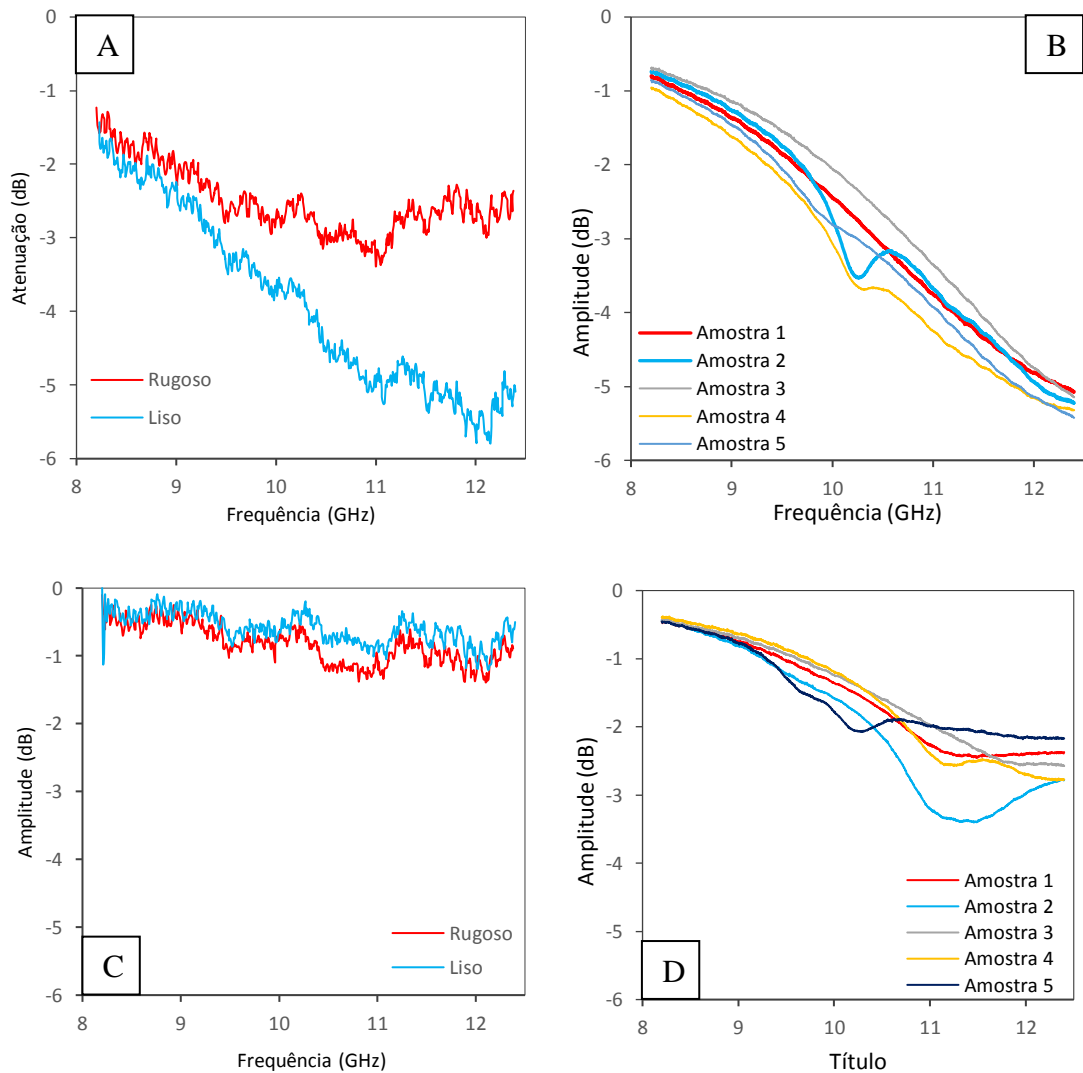 A
Atenuação (dB)
0
-1
-2
-3
-4
-5
-6
Rugoso
Liso
8 9 10 11 12
Frequência (GHz)
B
Amplitude (dB)
0
-1
-2
-3
-4
-5
-6
Amostra 1
Amostra 2
Amostra 3
Amostra 4
Amostra 5
8 9 10 11 12
Frequência (GHz)
C
Amplitude (dB)
0
-1
-2
-3
-4
-5
-6
Rugoso
Liso
8 9 10 11 12
Frequência (GHz)
D
Amplitude (dB)
0
-1
-2
-3
-4
-5
-6
Amostra 1
Amostra 2
Amostra 3
Amostra 4
Amostra 5
8 9 10 11 12
Título